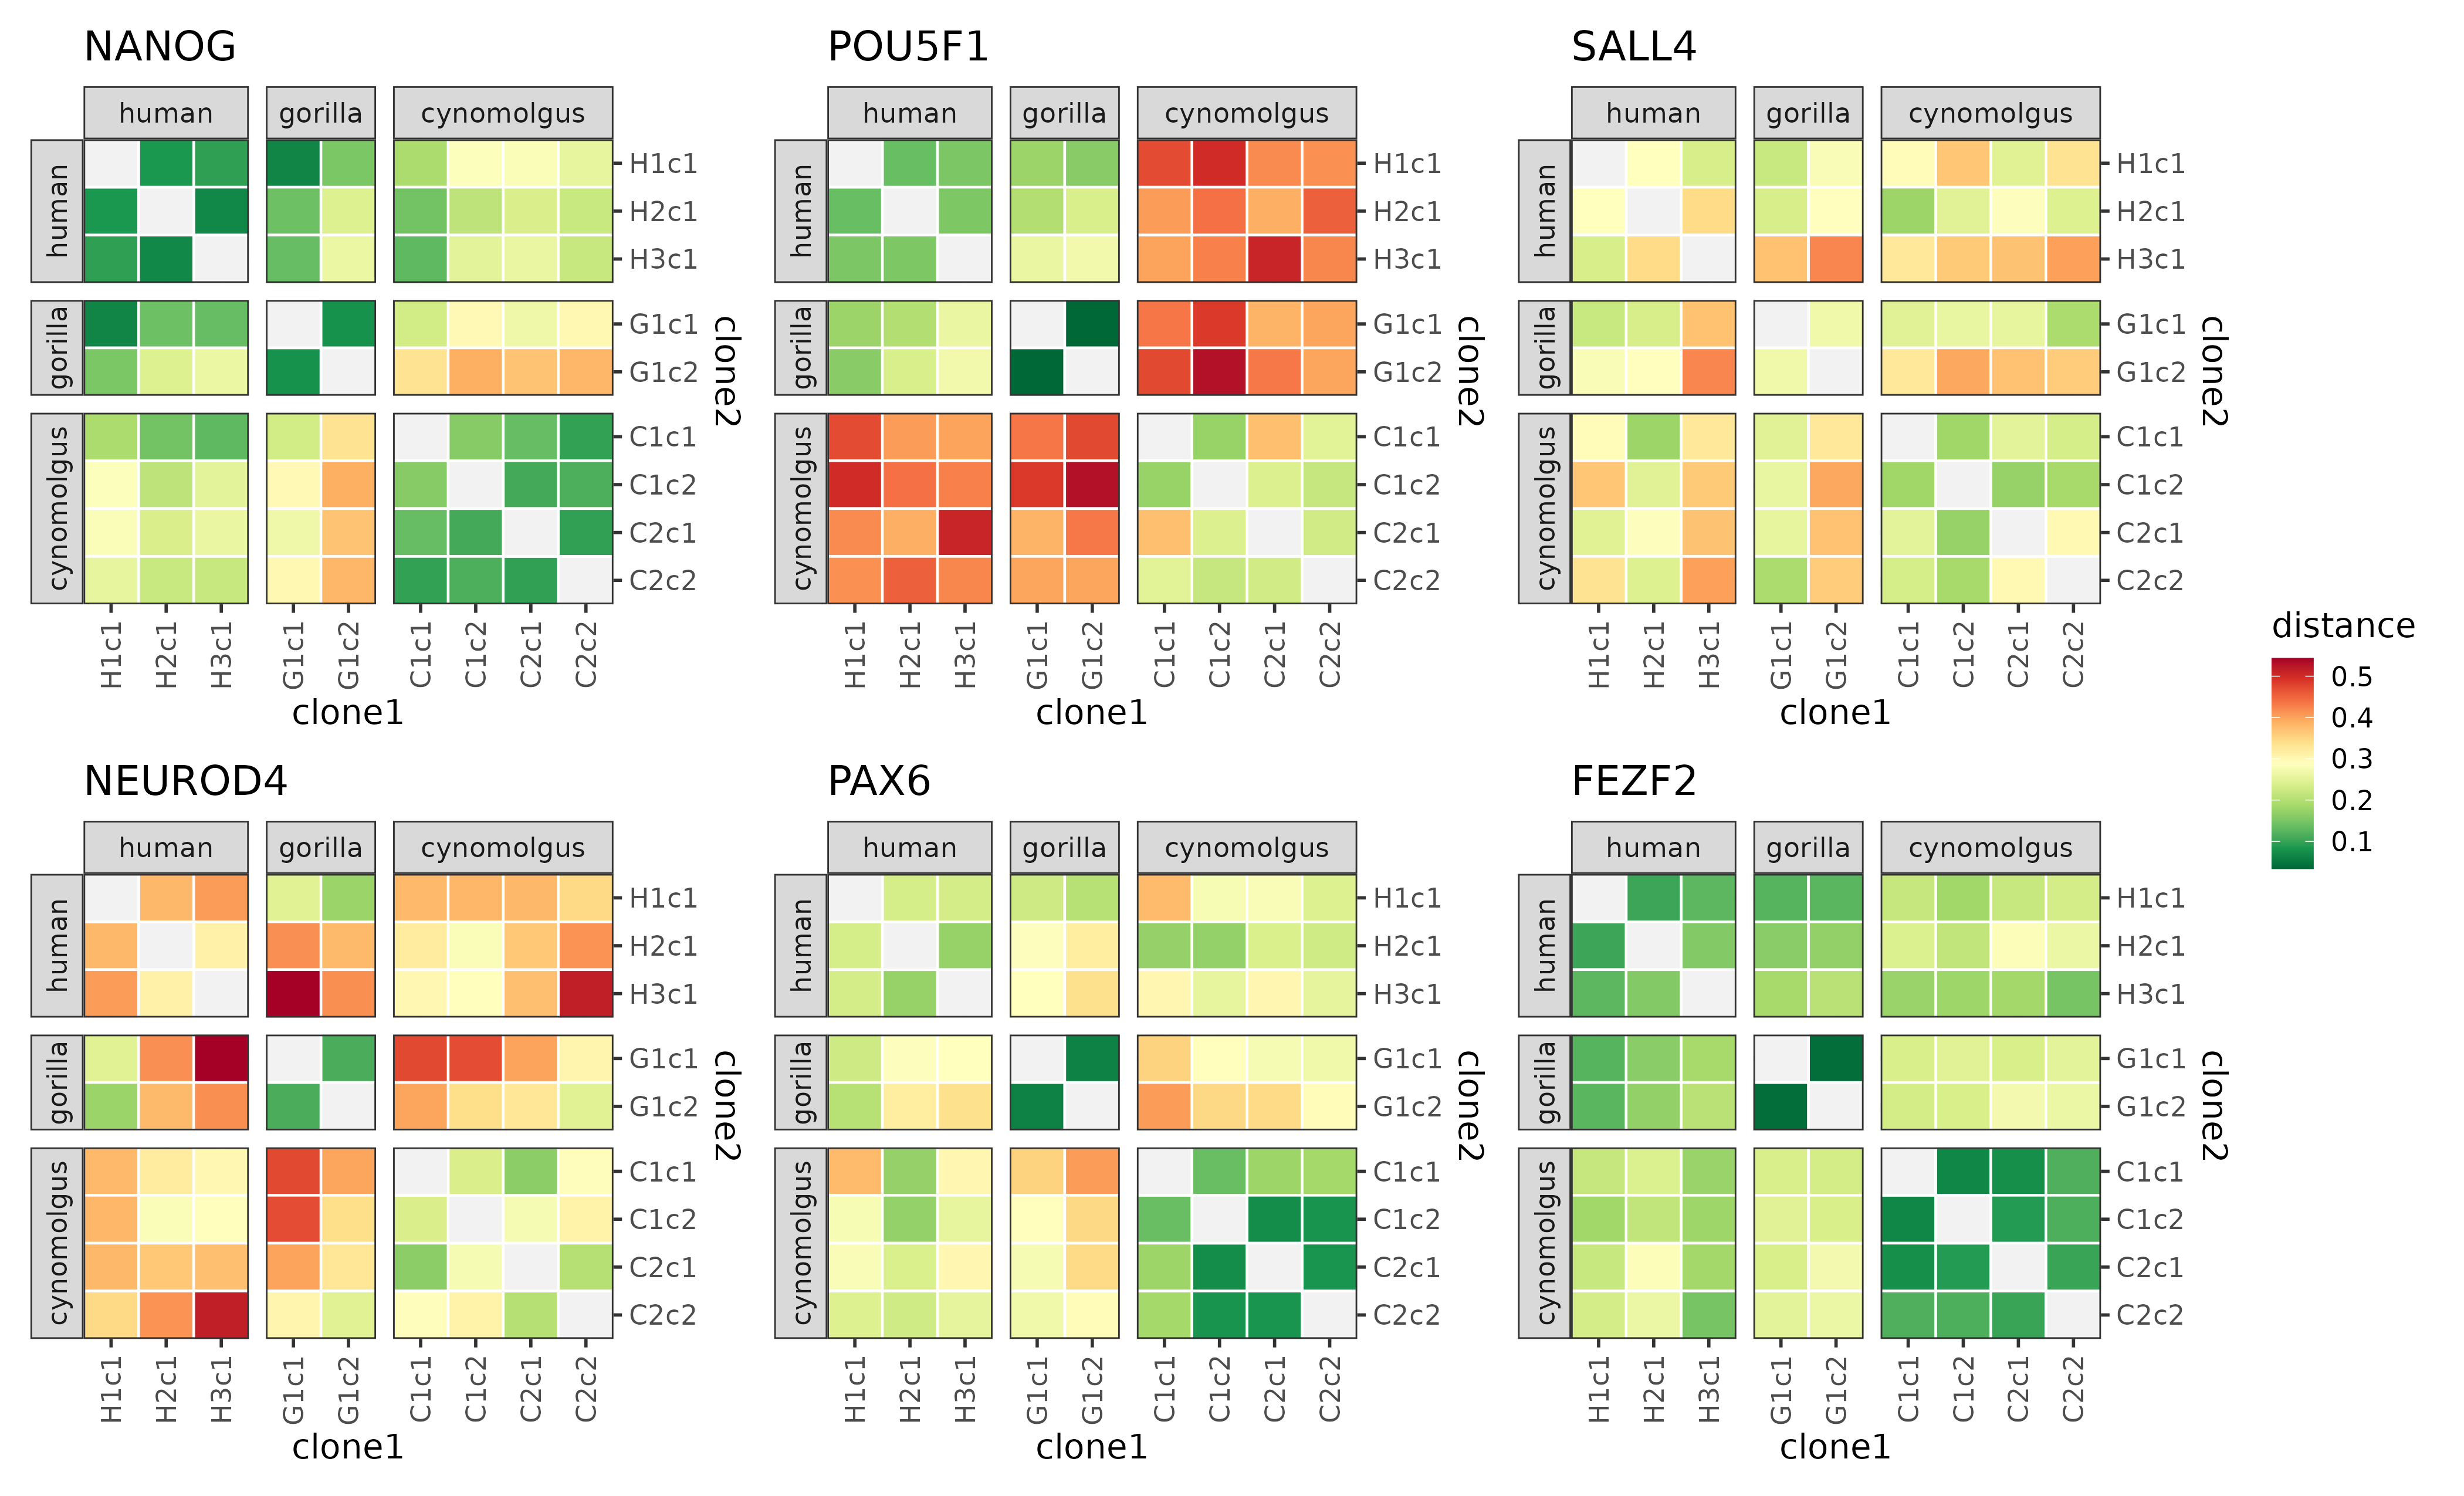 NANOG
human gorilla cynomolgus
human
gorilla
cynomolgus
H1c1
H2c1
H3c1
G1c1
G1c2
C1c1
C1c2
C2c1
C2c2
clone2
H1c1 H2c1 H3c1 G1c1 G1c2 C1c1 C1c2 C2c1 C2c2
clone1
POU5F1
human gorilla cynomolgus
human
gorilla
cynomolgus
H1c1
H2c1
H3c1
G1c1
G1c2
C1c1
C1c2
C2c1
C2c2
clone2
H1c1 H2c1 H3c1 G1c1 G1c2 C1c1 C1c2 C2c1 C2c2
clone1
SALL4
human gorilla cynomolgus
human
gorilla
cynomolgus
H1c1
H2c1
H3c1
G1c1
G1c2
C1c1
C1c2
C2c1
C2c2
clone2
H1c1 H2c1 H3c1 G1c1 G1c2 C1c1 C1c2 C2c1 C2c2
clone1
NEUROD4
human gorilla cynomolgus
human
gorilla
cynomolgus
H1c1
H2c1
H3c1
G1c1
G1c2
C1c1
C1c2
C2c1
C2c2
clone2
H1c1 H2c1 H3c1 G1c1 G1c2 C1c1 C1c2 C2c1 C2c2
clone1
PAX6
human gorilla cynomolgus
human
gorilla
cynomolgus
H1c1
H2c1
H3c1
G1c1
G1c2
C1c1
C1c2
C2c1
C2c2
clone2
H1c1 H2c1 H3c1 G1c1 G1c2 C1c1 C1c2 C2c1 C2c2
clone1
FEZF2
human gorilla cynomolgus
human
gorilla
cynomolgus
H1c1
H2c1
H3c1
G1c1
G1c2
C1c1
C1c2
C2c1
C2c2
clone2
H1c1 H2c1 H3c1 G1c1 G1c2 C1c1 C1c2 C2c1 C2c2
clone1
distance
0.5
0.4
0.3
0.2
0.1